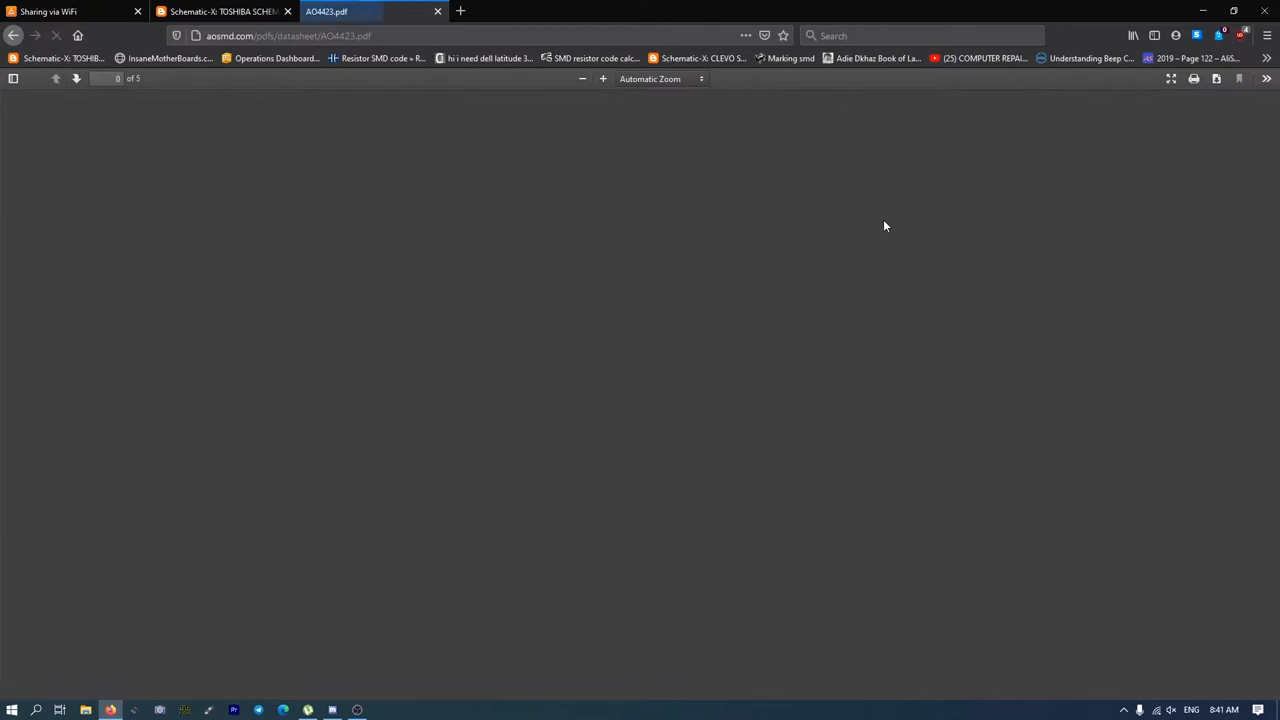 Sharing via WiFi
Schematic-X: TOSHIBA SCHEM
AO4423.pdf
aosmd.com/pdfs/datasheet/AO4423.pdf
Search
0
4
Schematic-X: TOSHIB...
InsaneMotherBoards.c...
Operations Dashboard...
Resistor SMD code » R...
hi i need dell latitude 3...
SMD resistor code calc...
Schematic-X: CLEVO S...
Marking smd
Adie Dkhaz Book of La...
(25) COMPUTER REPAI...
Understanding Beep C...
2019 – Page 122 – AliS...
0 of 5
Automatic Zoom
ENG 8:41 AM